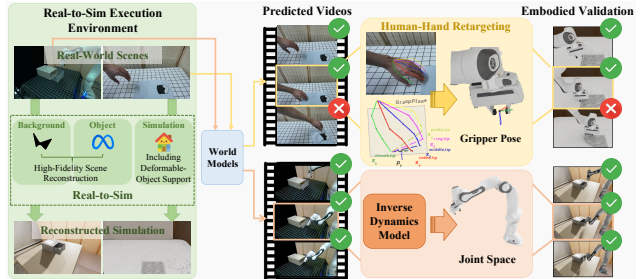 Real-to-Sim Execution
Environment
Real-World Scenes
Background
Object
Simulation
High-Fidelity Scene
Reconstruction
Including
Deformable-
Object Support
Real-to-Sim
Reconstructed Simulation
World
Models
Predicted Videos
Human-Hand Retargeting
GraspPlane
Gripper Pose
Inverse
Dynamics
Model
Joint Space
Embodied Validation